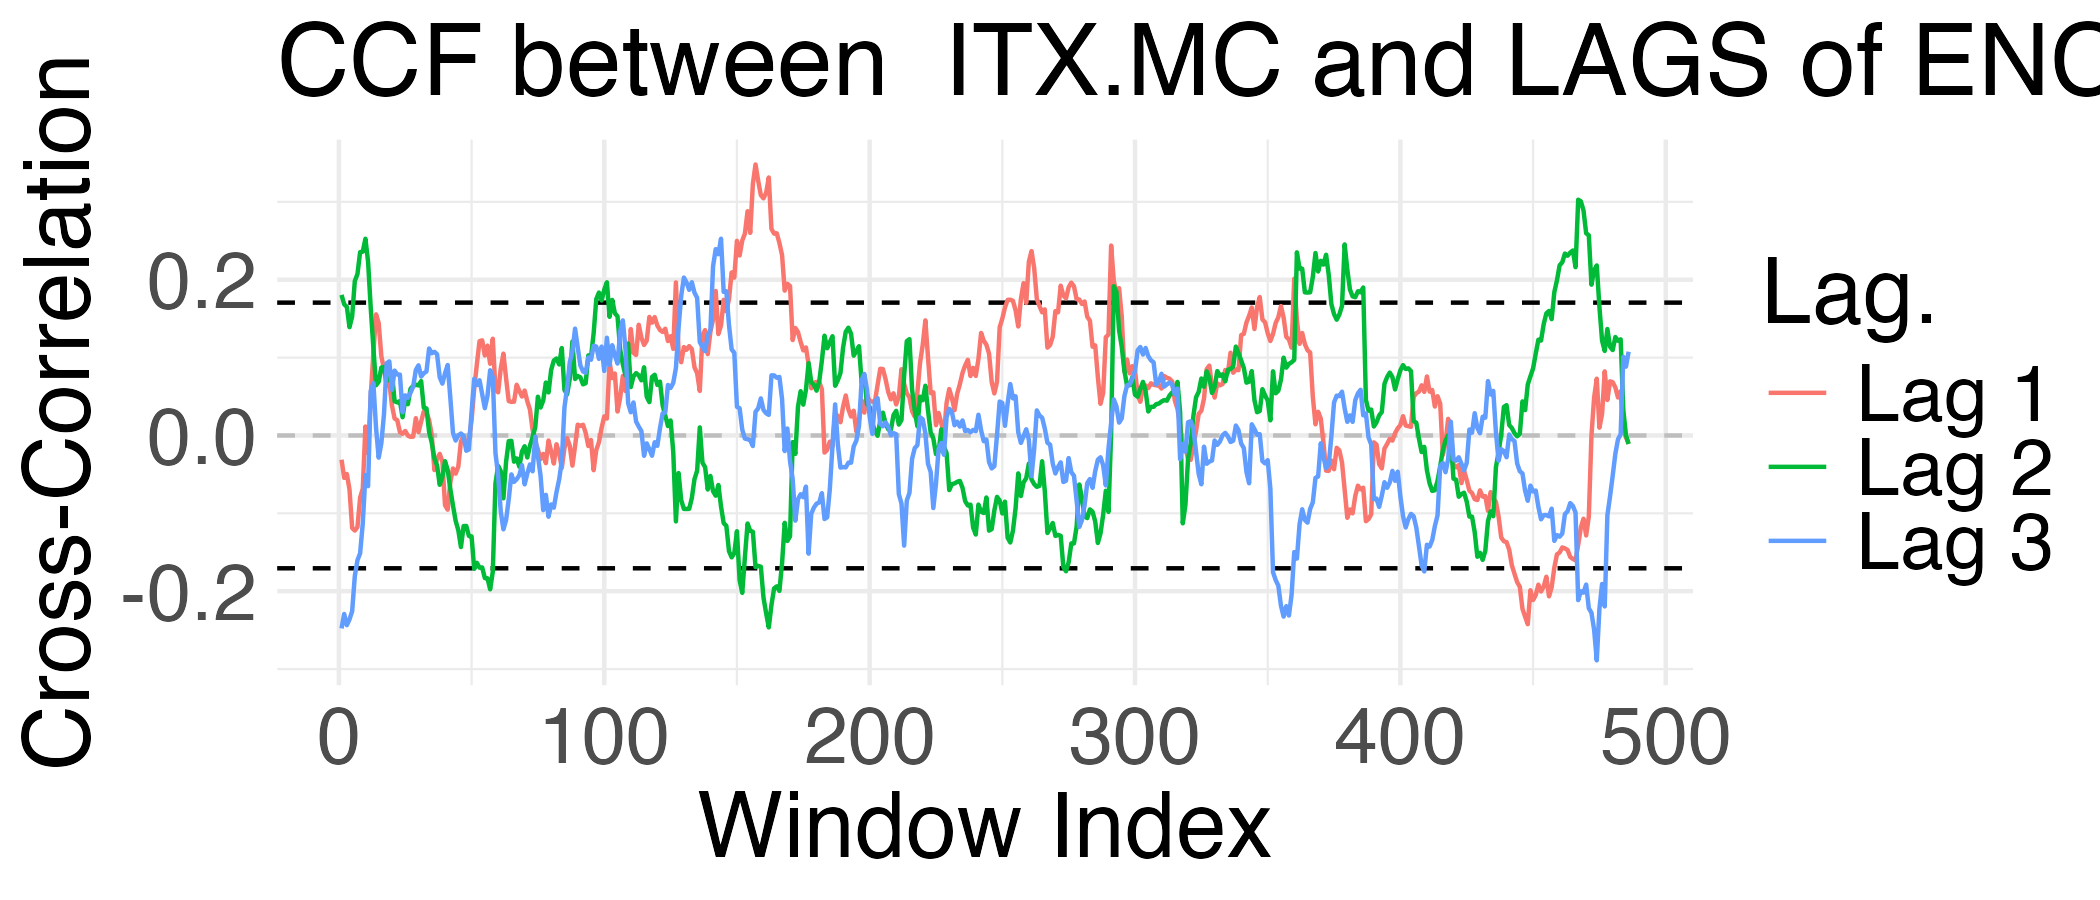 CCF between ITX.MC and LAGS of ENC
Cross-Correlation
0.2
0.0
-0.2
0 100 200 300 400 500
Window Index
Lag.
Lag 1
Lag 2
Lag 3